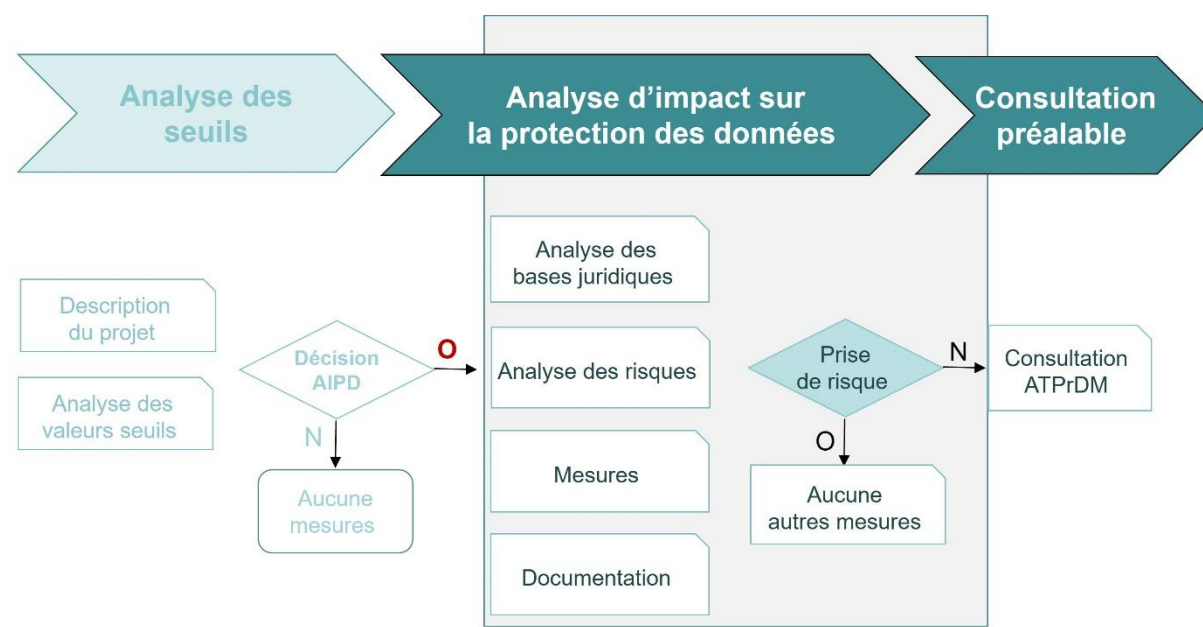 Analyse des
seuils
Analyse d’impact sur
la protection des données
Consultation
préalable
Description
du projet
Analyse des
valeurs seuils
Décision
AIPD
O
N
Aucune
mesures
Analyse des
bases juridiques
Analyse des risques
Mesures
Documentation
Prise
de risque
N
O
Aucune
autres mesures
Consultation
ATPrDM